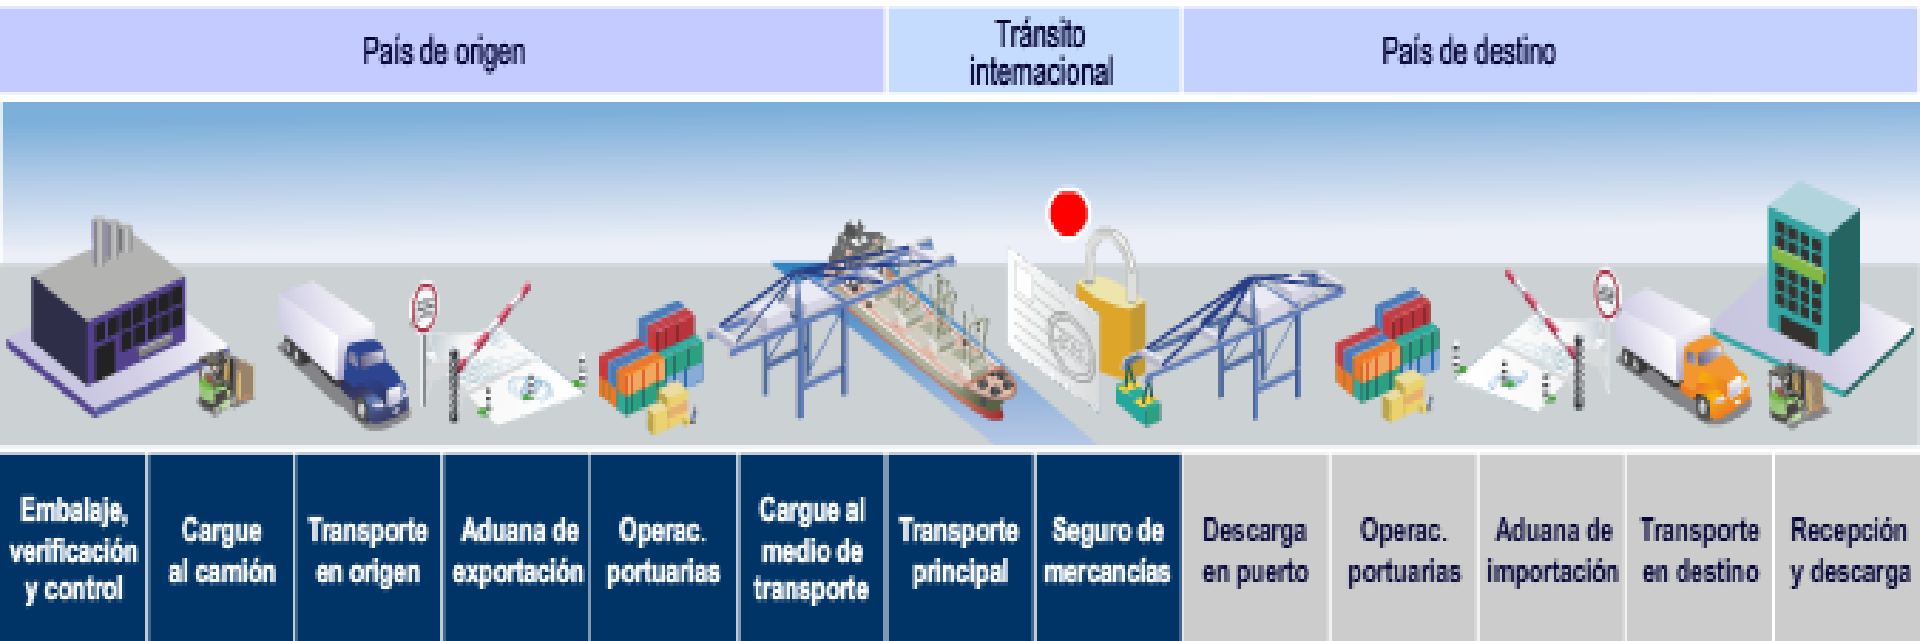 País de origen
Tránsito
internacional
País de destino
Embalaje,
verificación
y control
Cargue
al camión
Transporte
en origen
Aduana de
exportación
Operac.
portuarias
Cargue al
medio de
transporte
Transporte
principal
Seguro de
mercancías
Descarga
en puerto
Operac.
portuarias
Aduana de
importación
Transporte
en destino
Recepción
y descarga